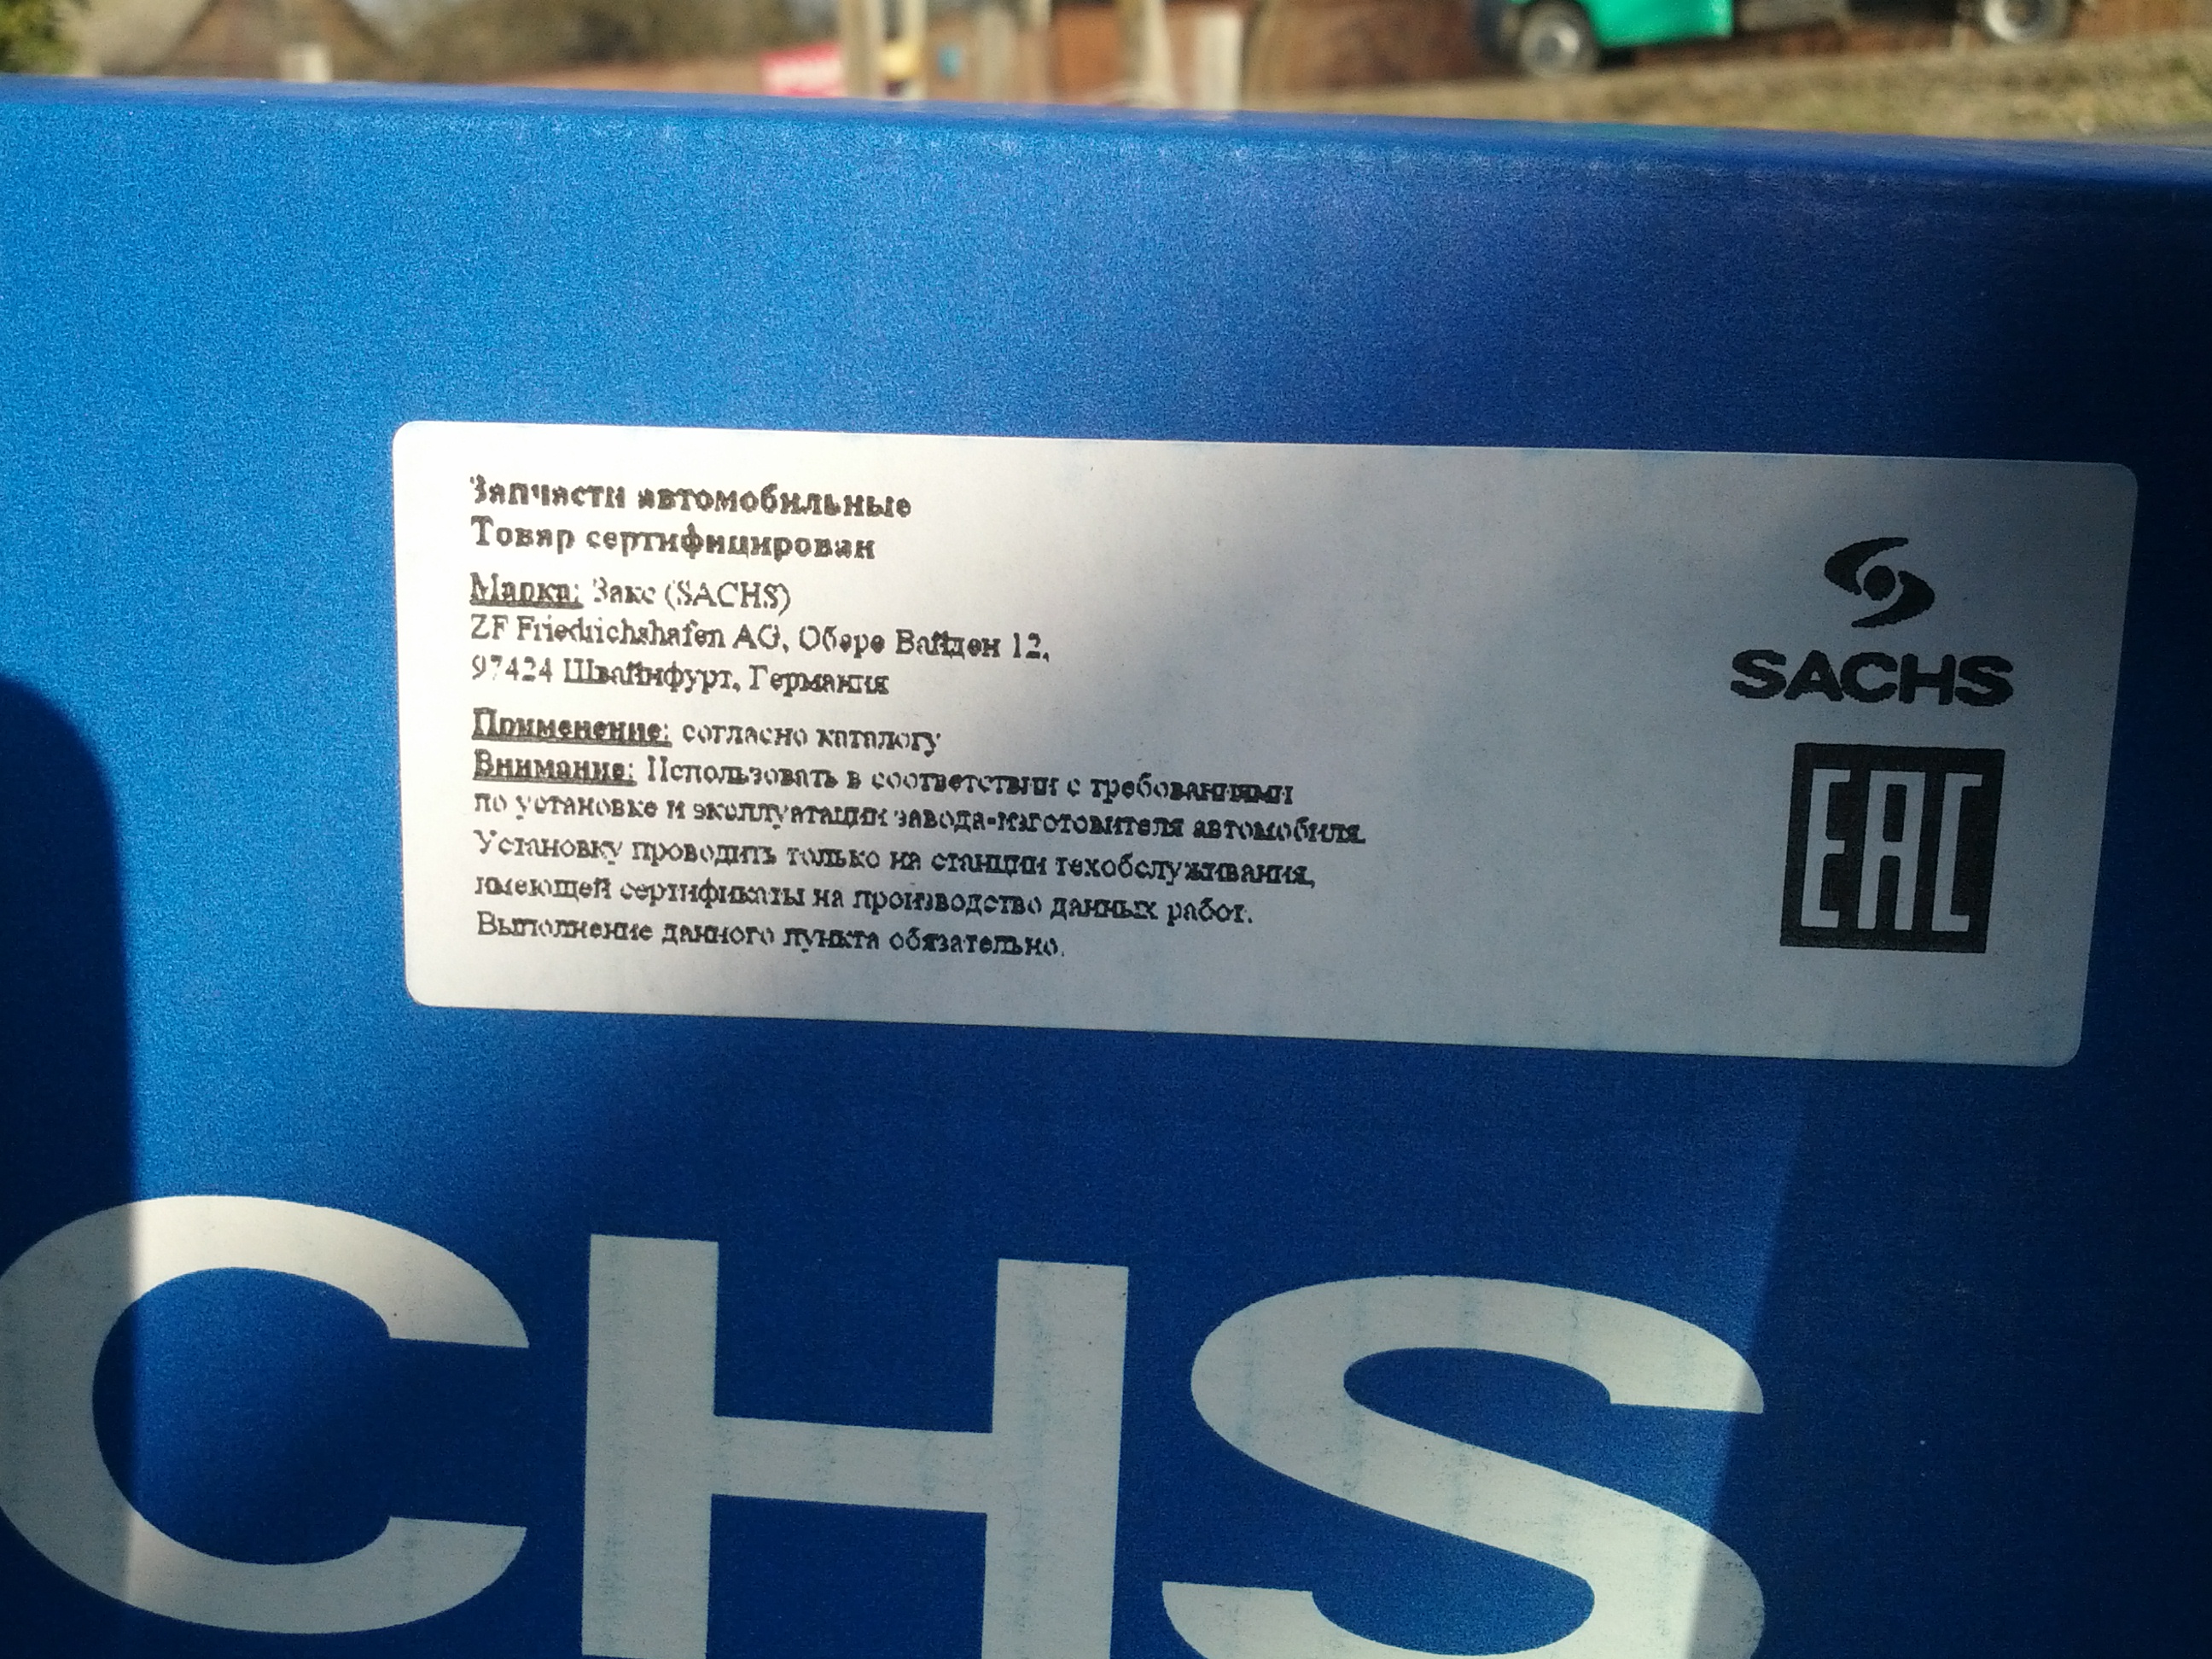 Запчасти автомобильные
Товар сертифицирован
Марка: Закс (SACHS)
ZF Friedrichshafen AG, Обере Вайден 12,
97424 Швайнфурт, Германия
Применение: согласно каталогу
Внимание: Использовать в соответствии с требованиями
по установке и эксплуатации завода-изготовителя автомобиля.
Установку проводить только на станции техобслуживания,
имеющей сертификаты на производство данных работ.
Выполнение данного пункта обязательно.
SACHS
EAC
CHS